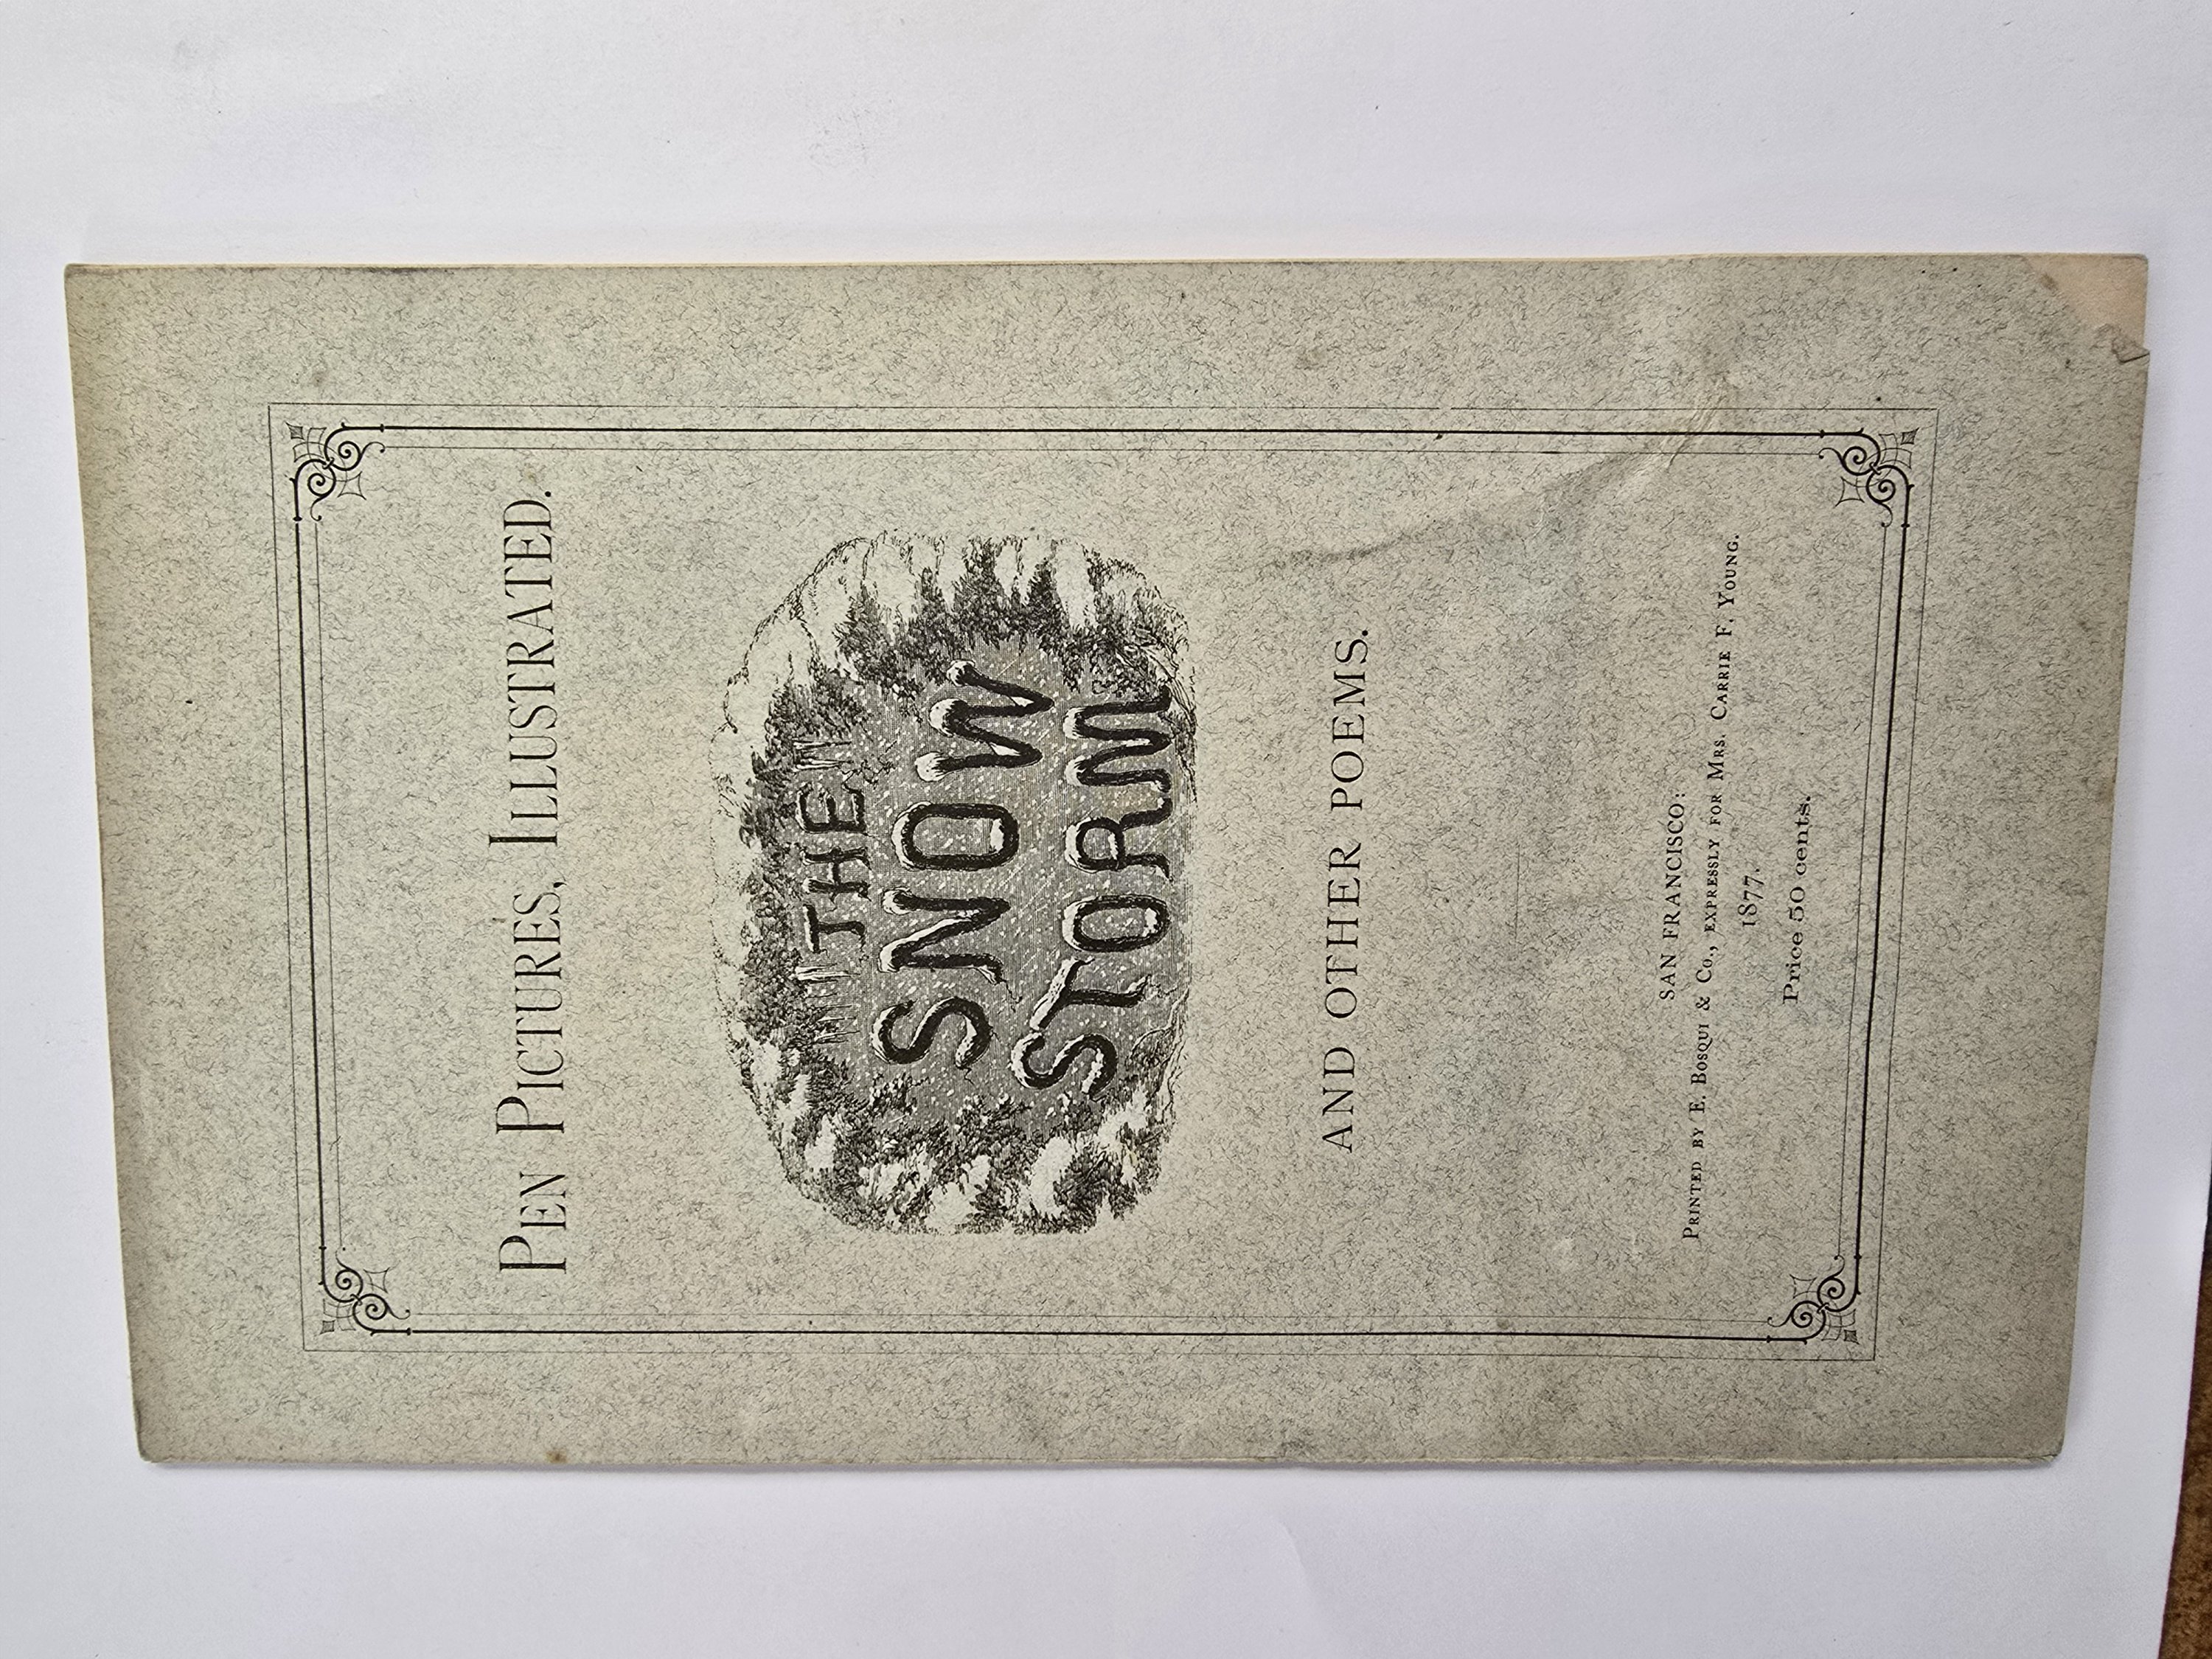 PEN PICTURES, ILLUSTRATED.
THE
SNOW
STORM
AND OTHER POEMS.
SAN FRANCISCO:
PRINTED BY E. BOSQUI & CO., EXPRESSLY FOR MRS. CARRIE F. YOUNG.
1877.
Price 50 cents.